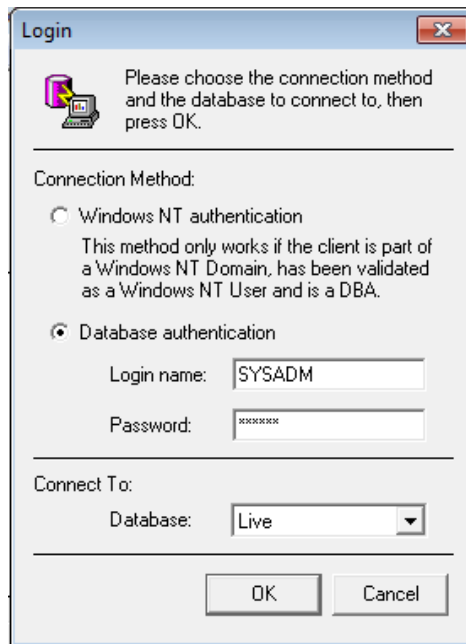 Login
Please choose the connection method
and the database to connect to, then
press OK.
Connection Method:
Windows NT authentication
This method only works if the client is part of
a Windows NT Domain, has been validated
as a Windows NT User and is a DBA.
Database authentication
Login name: SYSADM
Password: ******
Connect To:
Database: Live
OK Cancel